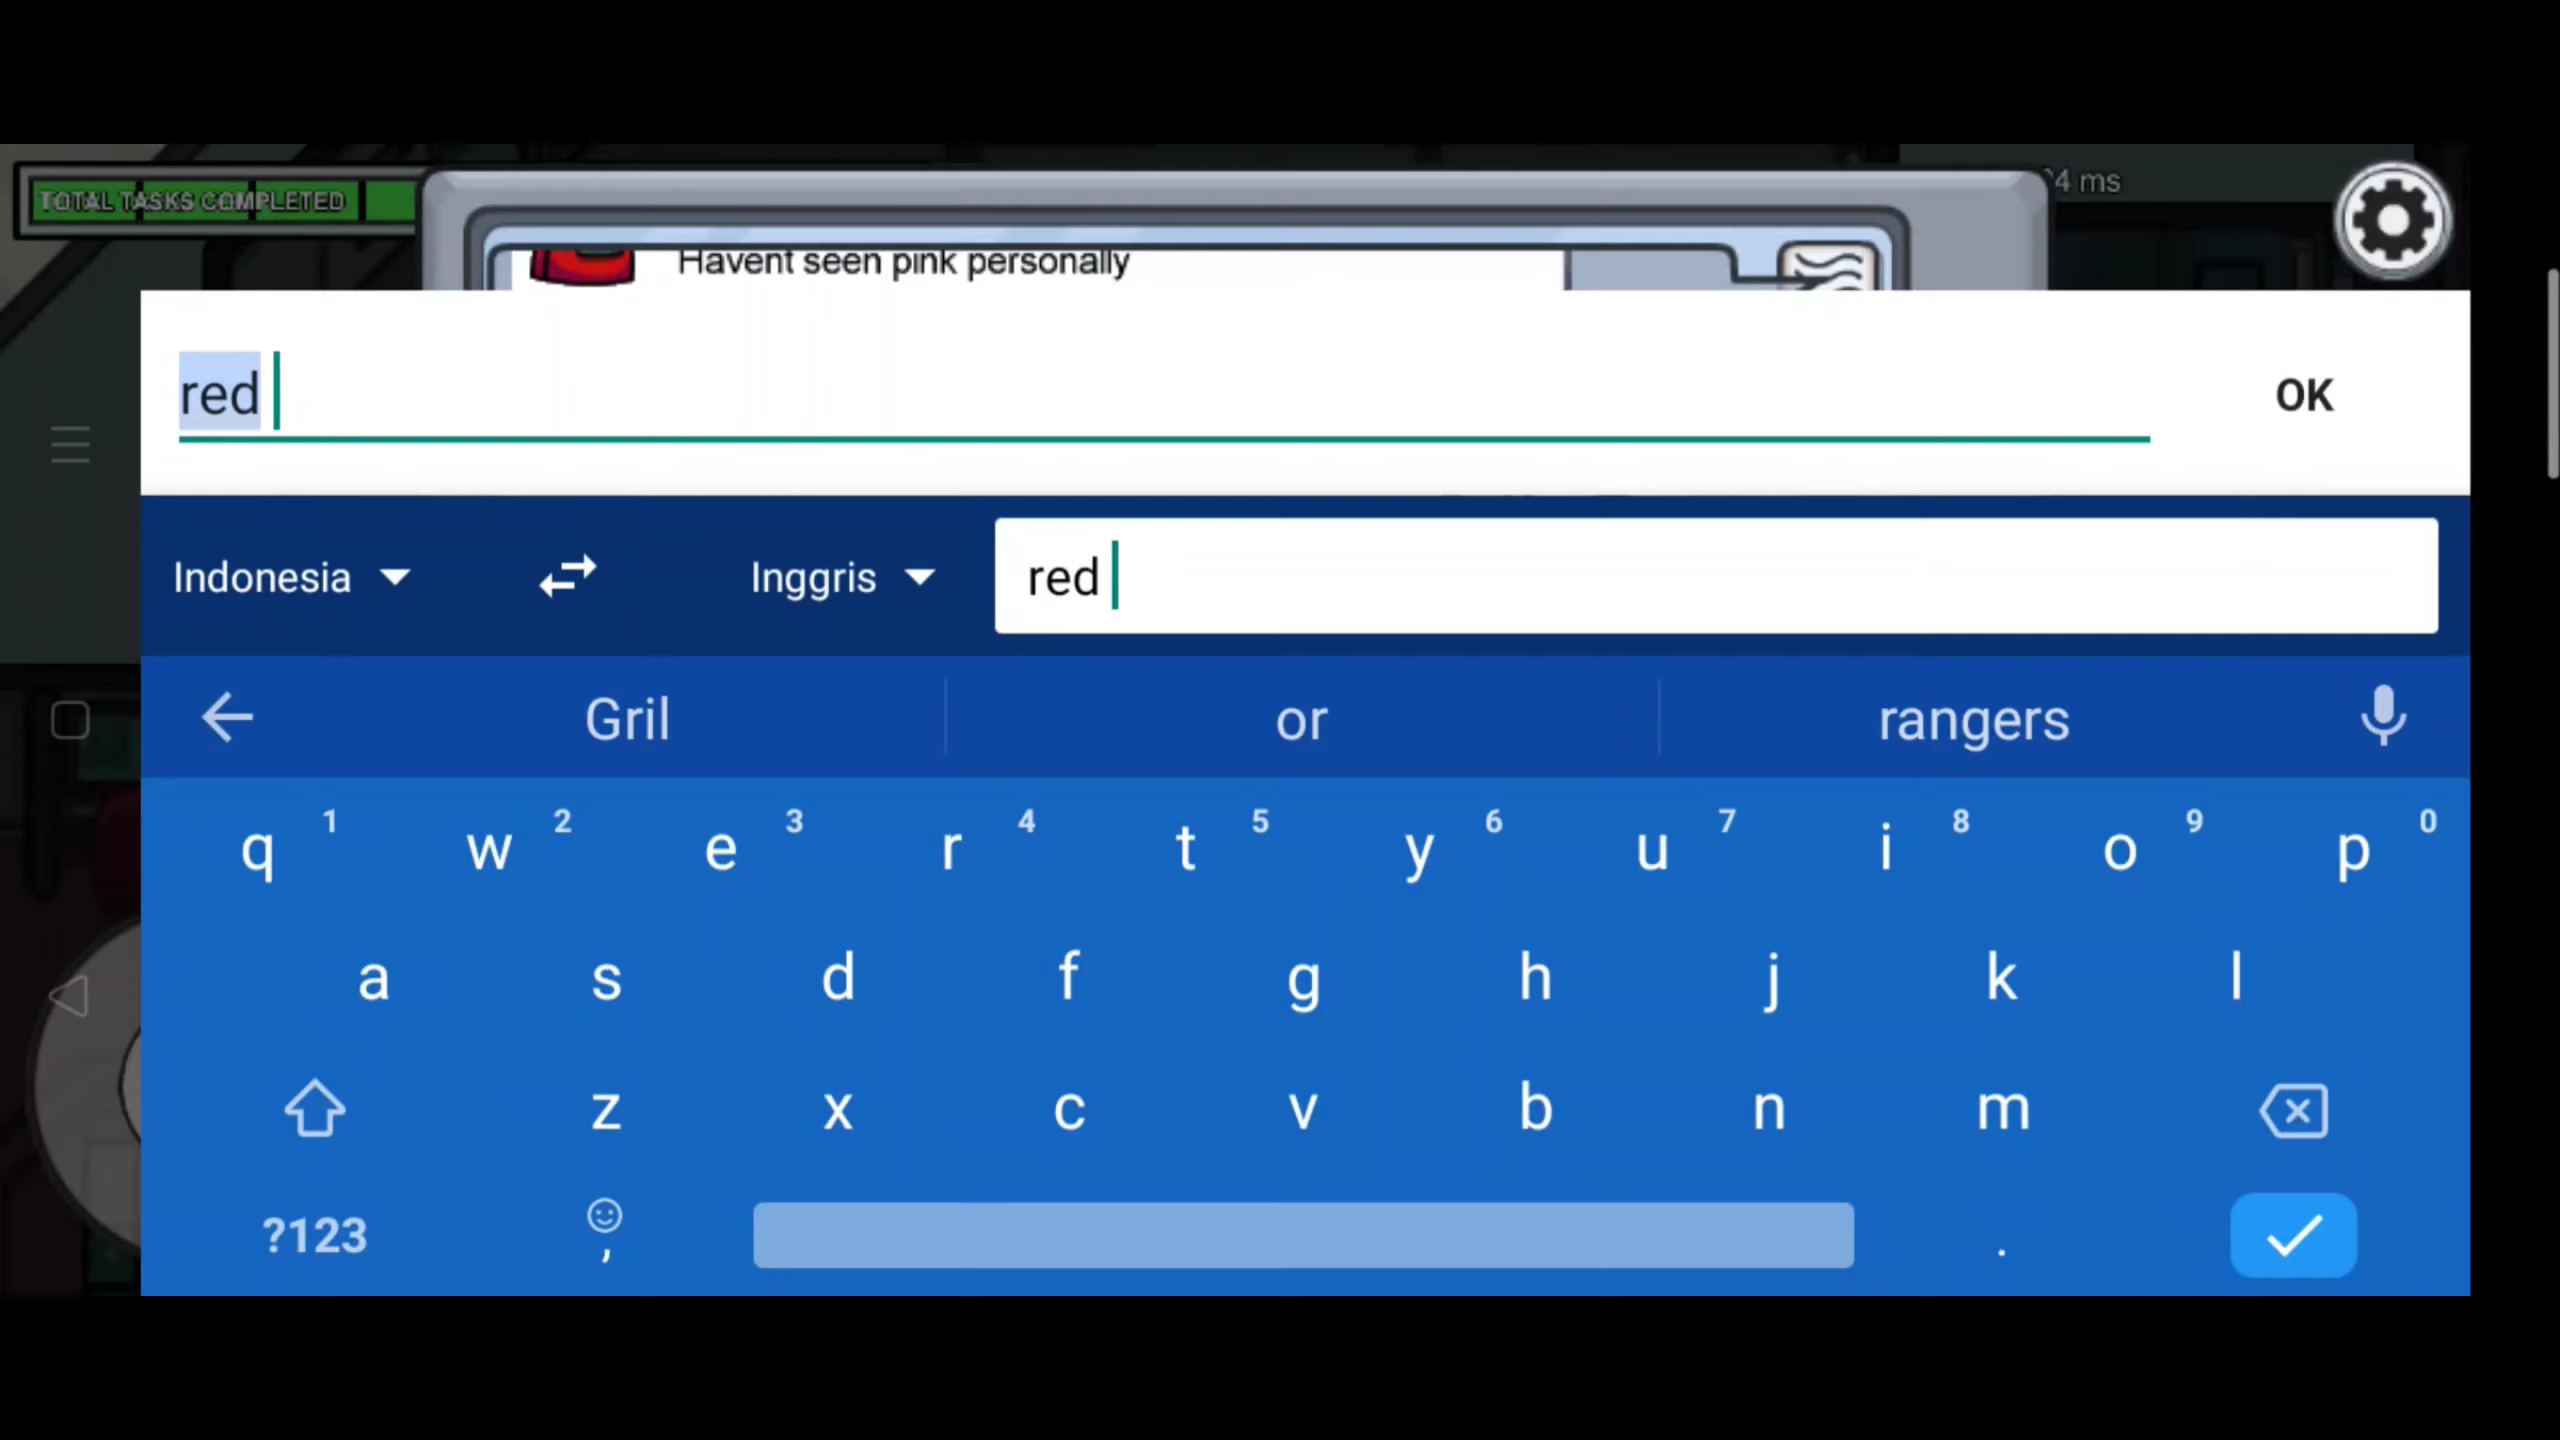 TOTAL TASKS COMPLETED
4 ms
Havent seen pink personally
red
OK
Indonesia
Inggris
red
Gril
or
rangers
q 1 w 2 e 3 r 4 t 5 y 6 u 7 i 8 o 9 p 0
a s d f g h j k l
z x c v b n m
?123
,
.